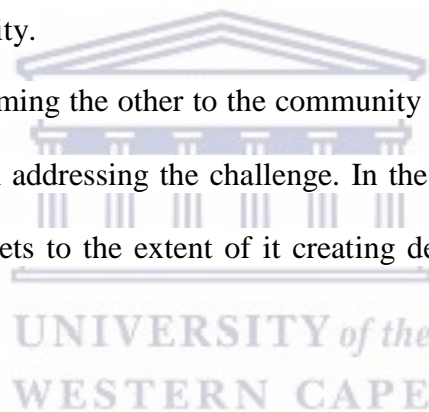 ity.
ming the other to the community
addressing the challenge. In the
ets to the extent of it creating de
UNIVERSITY of the
WESTERN CAPE